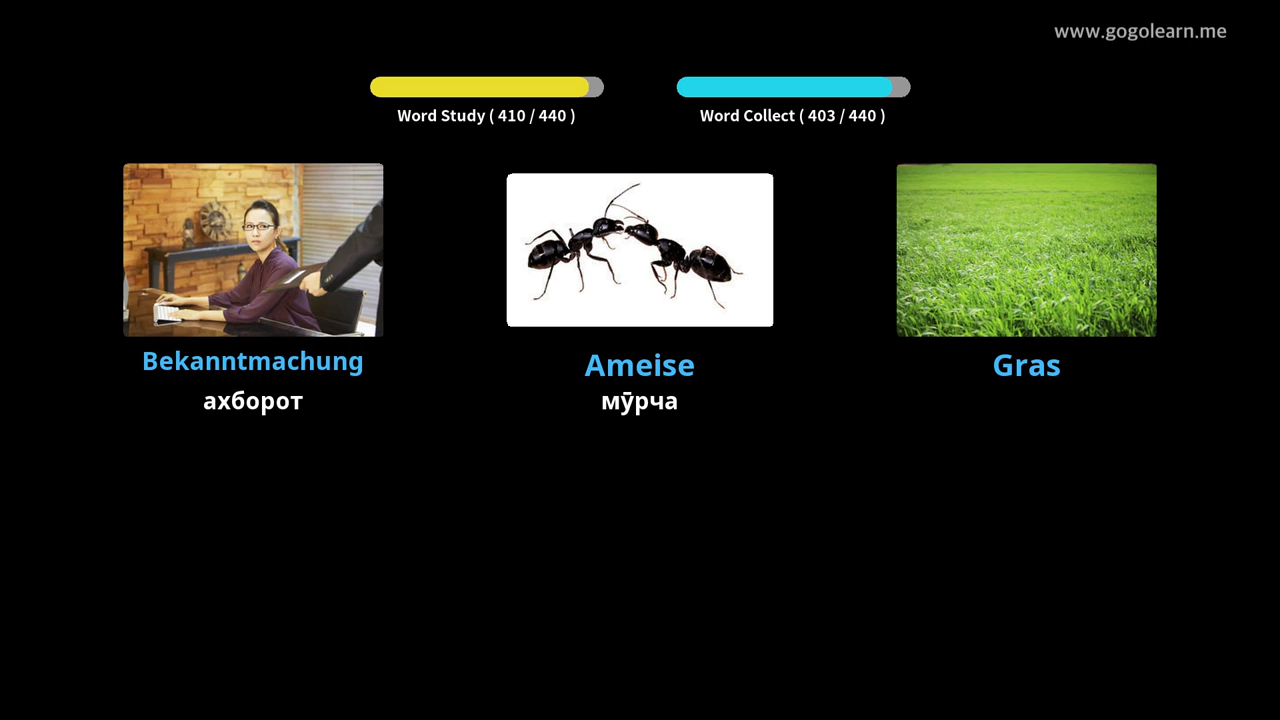 www.gogolearn.me
Word Study ( 410 / 440 )
Word Collect ( 403 / 440 )
Bekanntmachung
ахборот
Ameise
мӯрча
Gras